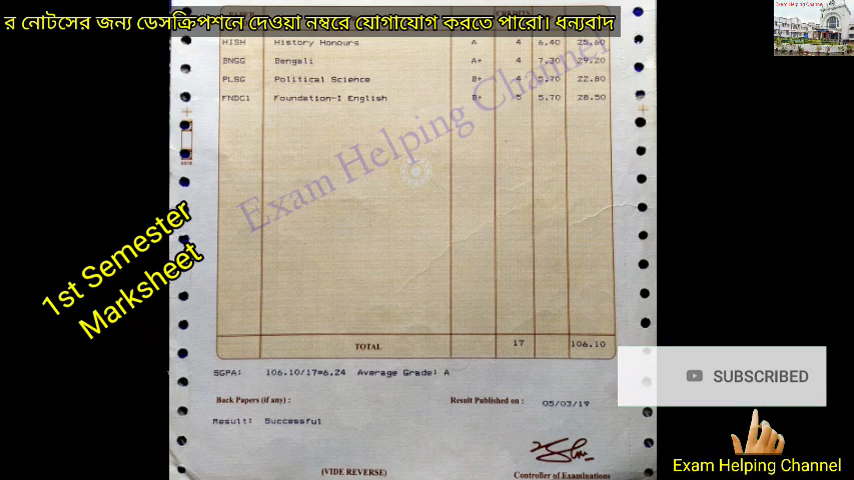 র নোটসের জন্য ডেসক্রিপশনে দেওয়া নম্বরে যোগাযোগ করতে পারো। ধন্যবাদ
Exam Helping Channel
HISH History Honours A 4 6.40 25.60
BNGG Bengali A+ 4 7.30 29.20
PLSG Political Science B+ 4 5.70 22.80
FNDC1 Foundation-I English B+ 5 5.70 28.50
Exam Helping Channel
1st Semester
Marksheet
TOTAL 17 106.10
SGPA: 106.10/17=6.24 Average Grade: A
SUBSCRIBED
Back Papers (if any) : Result Published on : 05/03/19
Result: Successful
Exam Helping Channel
(VIDE REVERSE) Controller of Examinations